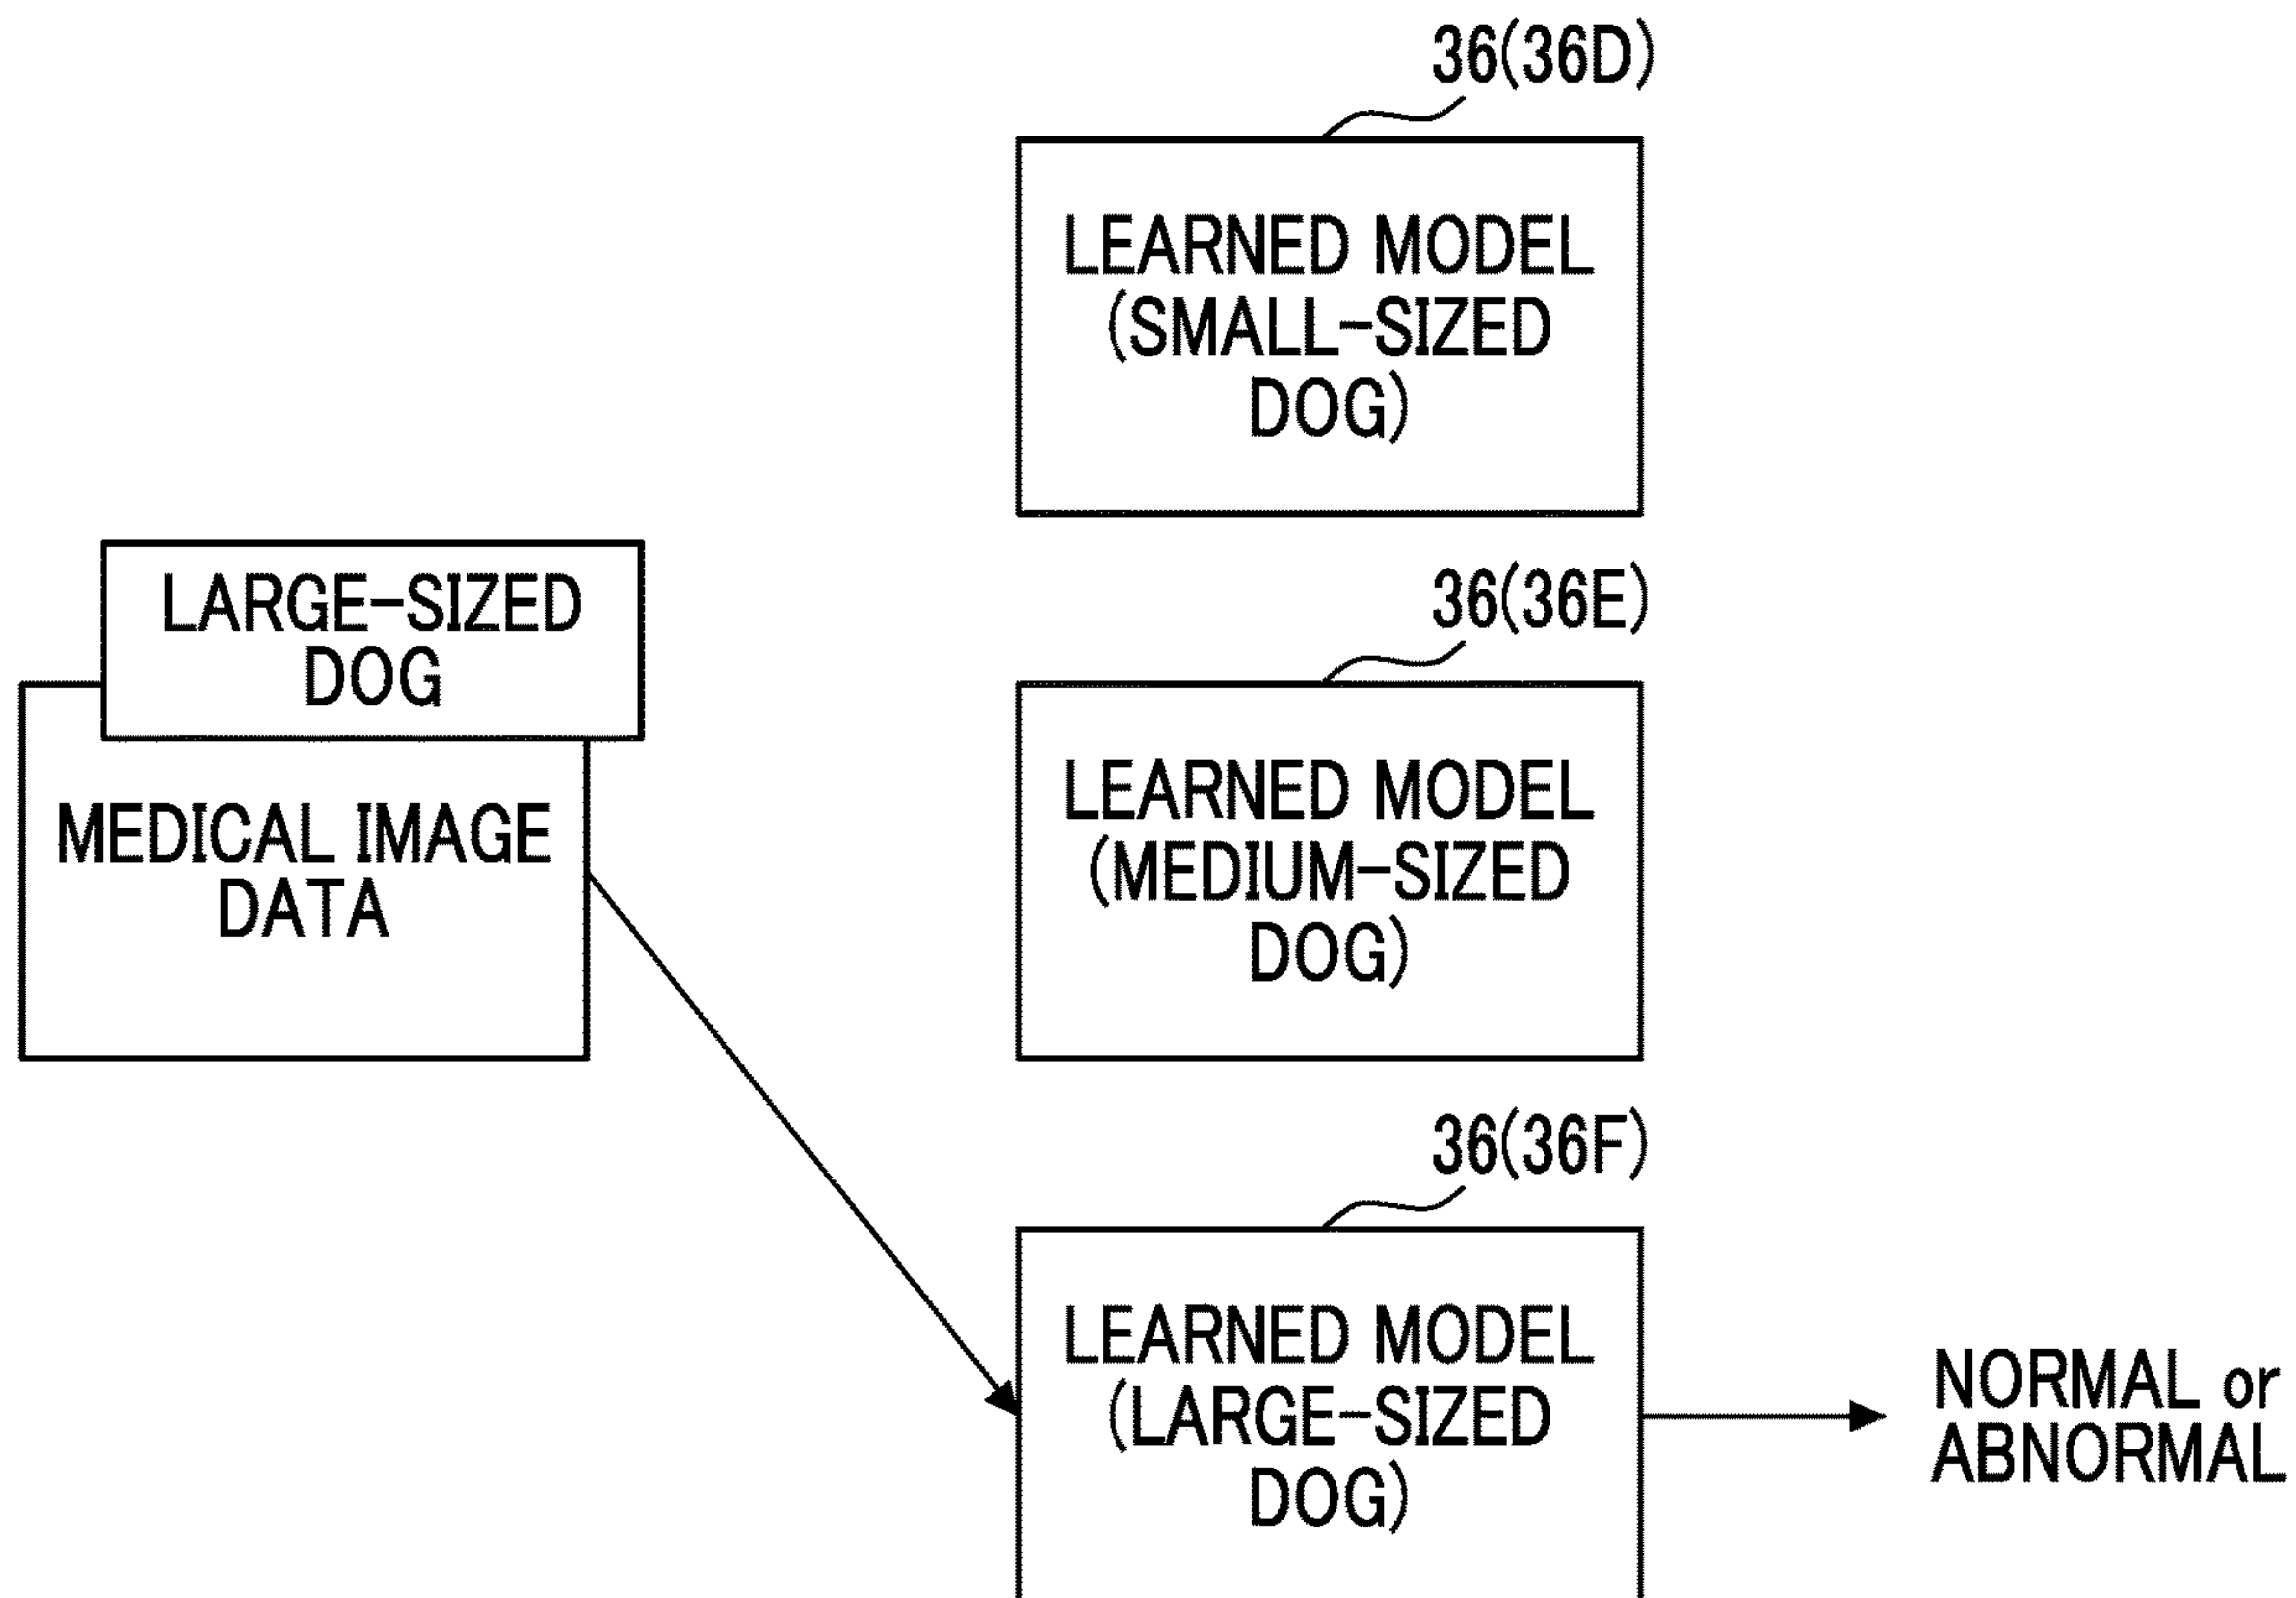 36(36D)
LEARNED MODEL
(SMALL-SIZED
DOG)
LARGE-SIZED
DOG
MEDICAL IMAGE
DATA
36(36E)
LEARNED MODEL
(MEDIUM-SIZED
DOG)
36(36F)
LEARNED MODEL
(LARGE-SIZED
DOG)
NORMAL or
ABNORMAL